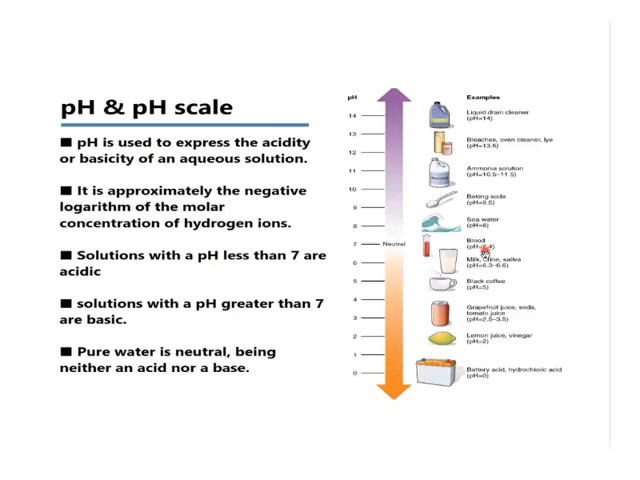 pH & pH scale
■ pH is used to express the acidity
or basicity of an aqueous solution.
■ It is approximately the negative
logarithm of the molar
concentration of hydrogen ions.
■ Solutions with a pH less than 7 are
acidic
■ solutions with a pH greater than 7
are basic.
■ Pure water is neutral, being
neither an acid nor a base.
pH
14
13
12
11
10
9
8
7
Neutral
6
5
4
3
2
1
0
Examples
Liquid drain cleaner
(pH=14)
Bleaches, oven cleaner, lye
(pH=13.5)
Ammonia solution
(pH=10.5–11.5)
Baking soda
(pH=9.5)
Sea water
(pH=8)
Blood
Milk, urine, saliva
(pH=6.3–6.6)
Black coffee
(pH=5)
Grapefruit juice, soda,
tomato juice
(pH=2.5–3.5)
Lemon juice, vinegar
(pH=2)
Battery acid, hydrochloric acid
(pH=0)